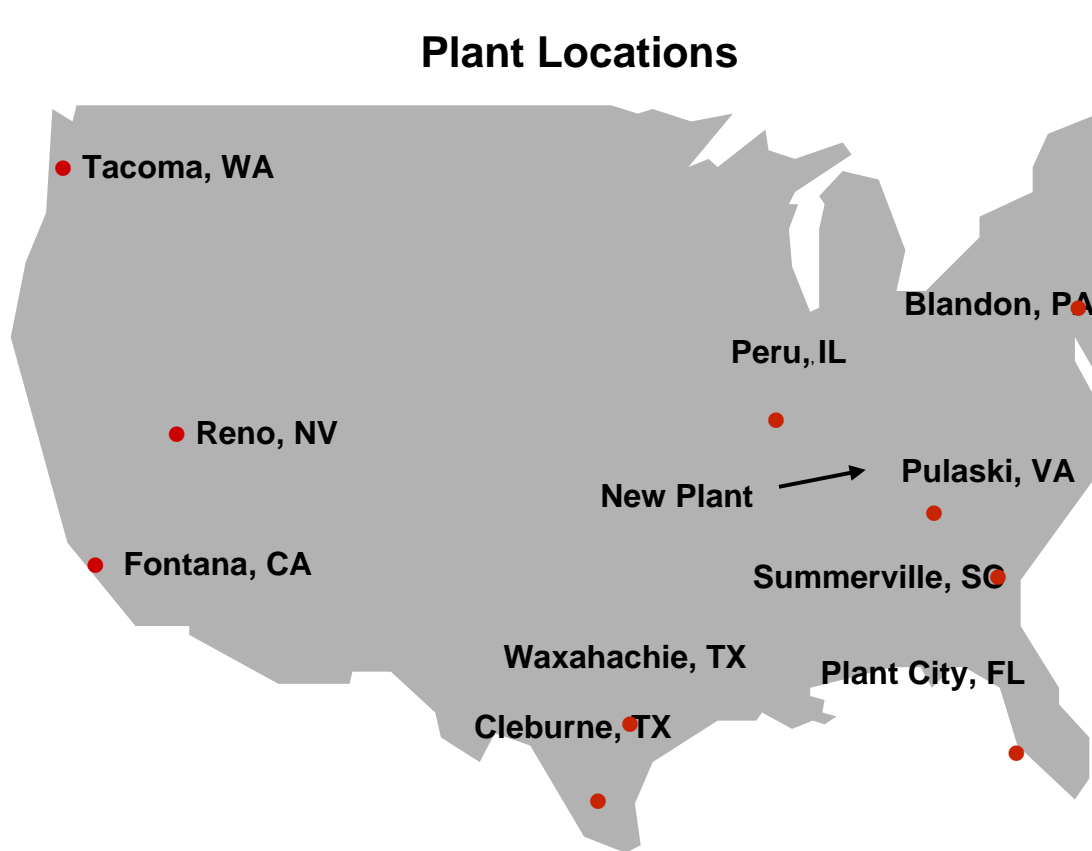 Plant Locations
Tacoma, WA
Blandon, PA
Peru, IL
Reno, NV
Pulaski, VA
New Plant
Fontana, CA
Summerville, SC
Waxahachie, TX
Plant City, FL
Cleburne, TX